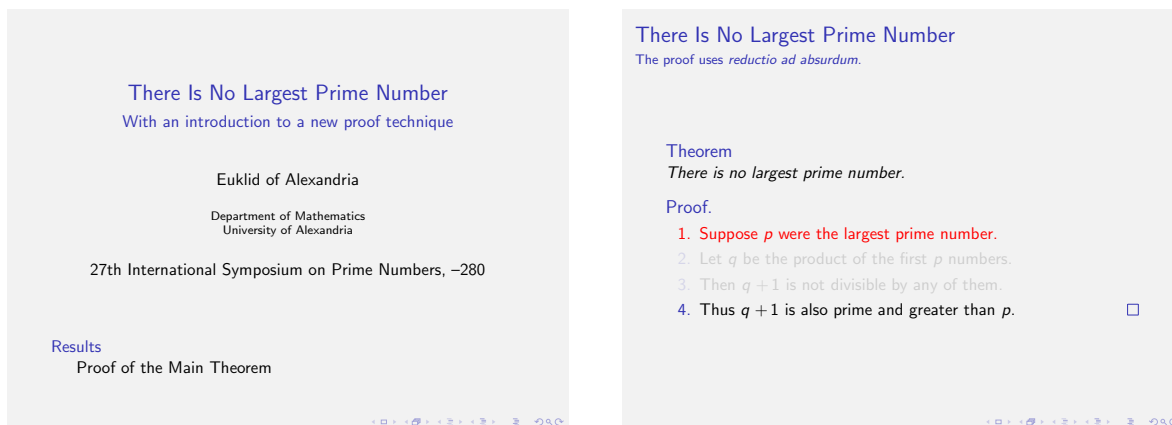 There Is No Largest Prime Number
With an introduction to a new proof technique
Euklid of Alexandria
Department of Mathematics
University of Alexandria
27th International Symposium on Prime Numbers, –280
Results
Proof of the Main Theorem
There Is No Largest Prime Number
The proof uses reductio ad absurdum.
Theorem
There is no largest prime number.
Proof.
1. Suppose p were the largest prime number.
2. Let q be the product of the first p numbers.
3. Then q + 1 is not divisible by any of them.
4. Thus q + 1 is also prime and greater than p.